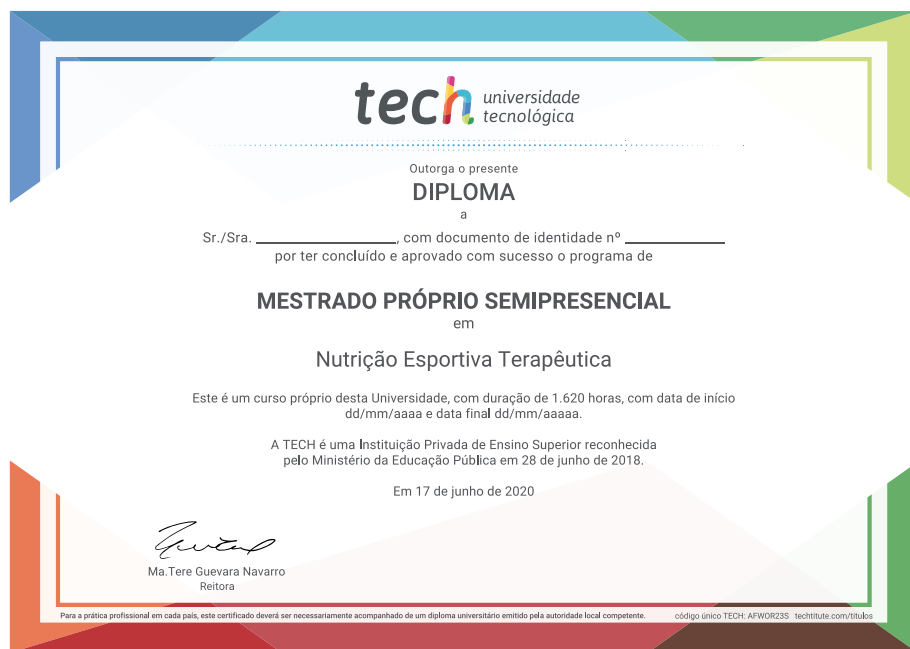 tech universidade
tecnológica
Outorga o presente
DIPLOMA
a
Sr./Sra. ____________________, com documento de identidade nº ______________
por ter concluído e aprovado com sucesso o programa de
MESTRADO PRÓPRIO SEMIPRESENCIAL
em
Nutrição Esportiva Terapêutica
Este é um curso próprio desta Universidade, com duração de 1.620 horas, com data de início
dd/mm/aaaa e data final dd/mm/aaaaa.
A TECH é uma Instituição Privada de Ensino Superior reconhecida
pelo Ministério da Educação Pública em 28 de junho de 2018.
Em 17 de junho de 2020
Ma.Tere Guevara Navarro
Reitora
Para a prática profissional em cada país, este certificado deverá ser necessariamente acompanhado de um diploma universitário emitido pela autoridade local competente. código único TECH: AFWOR23S techtitute.com/titulos